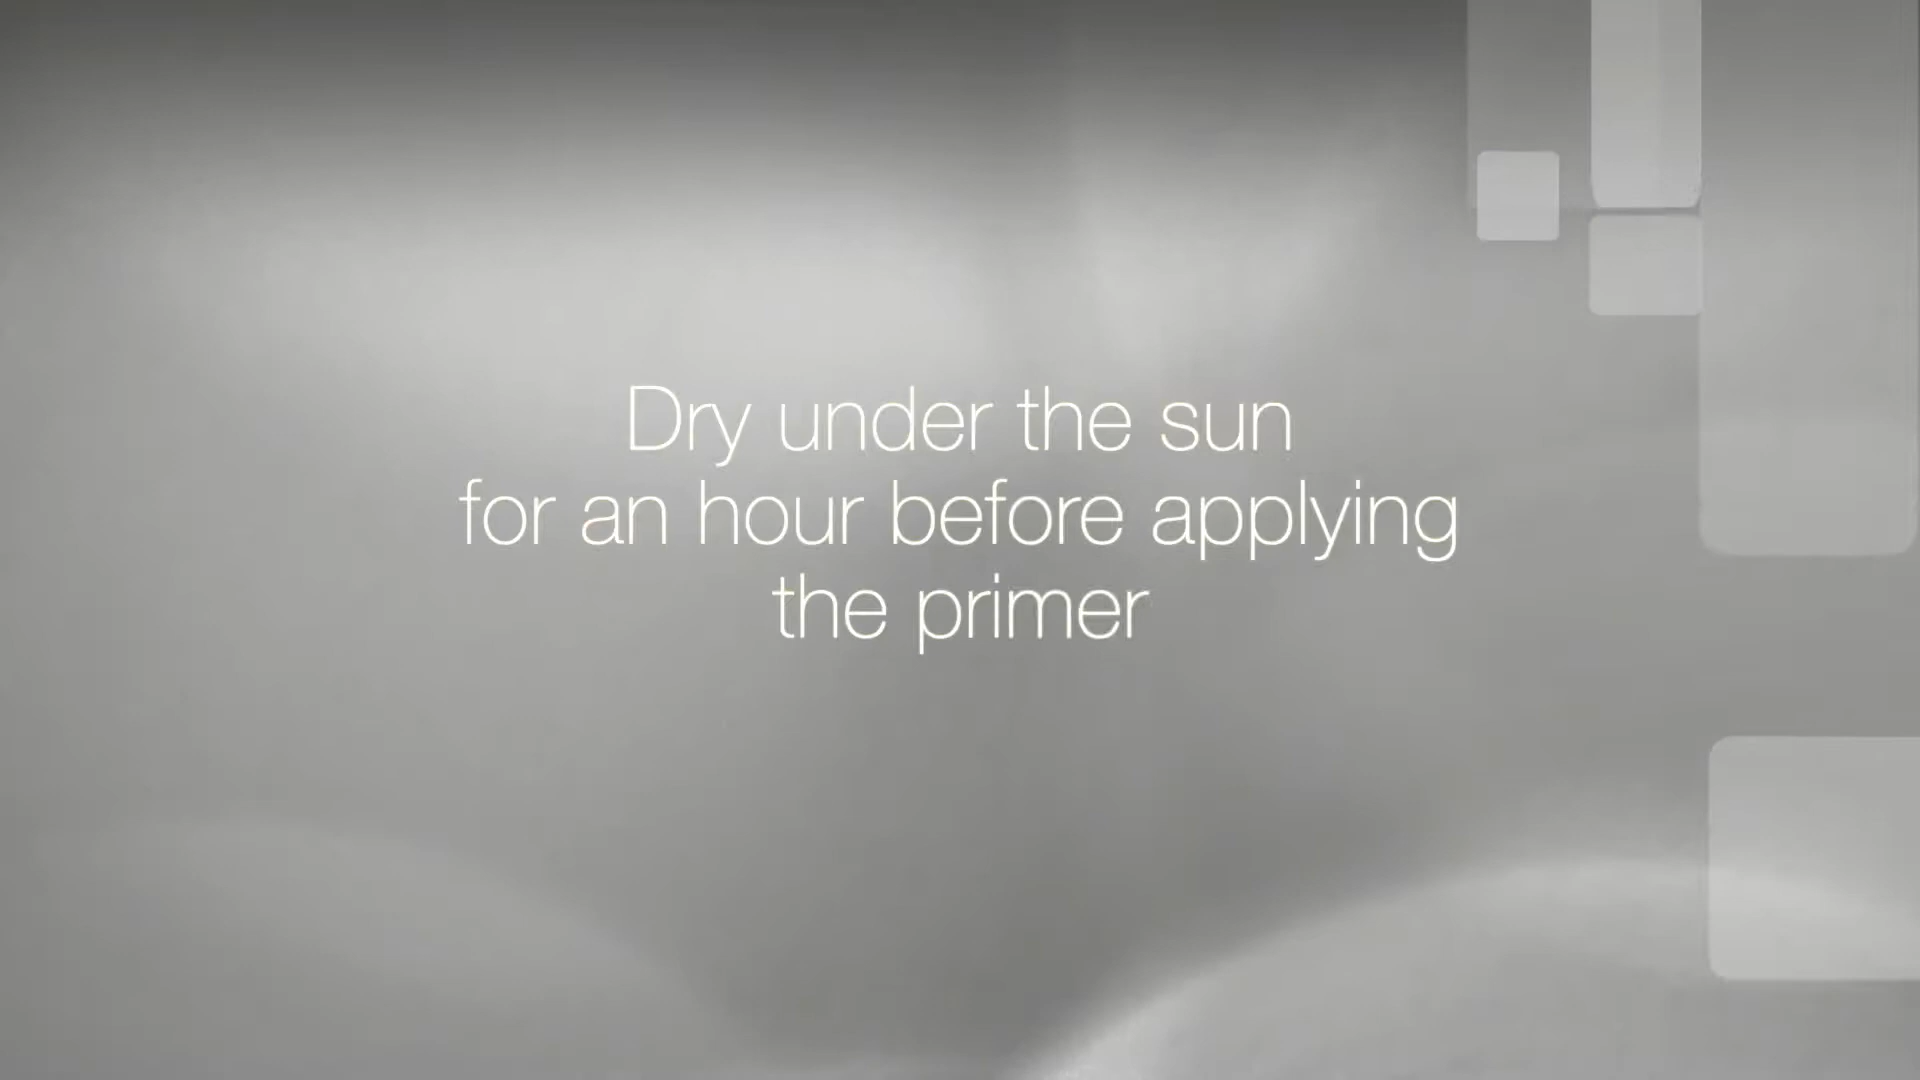 Dry under the sun
for an hour before applying
the primer